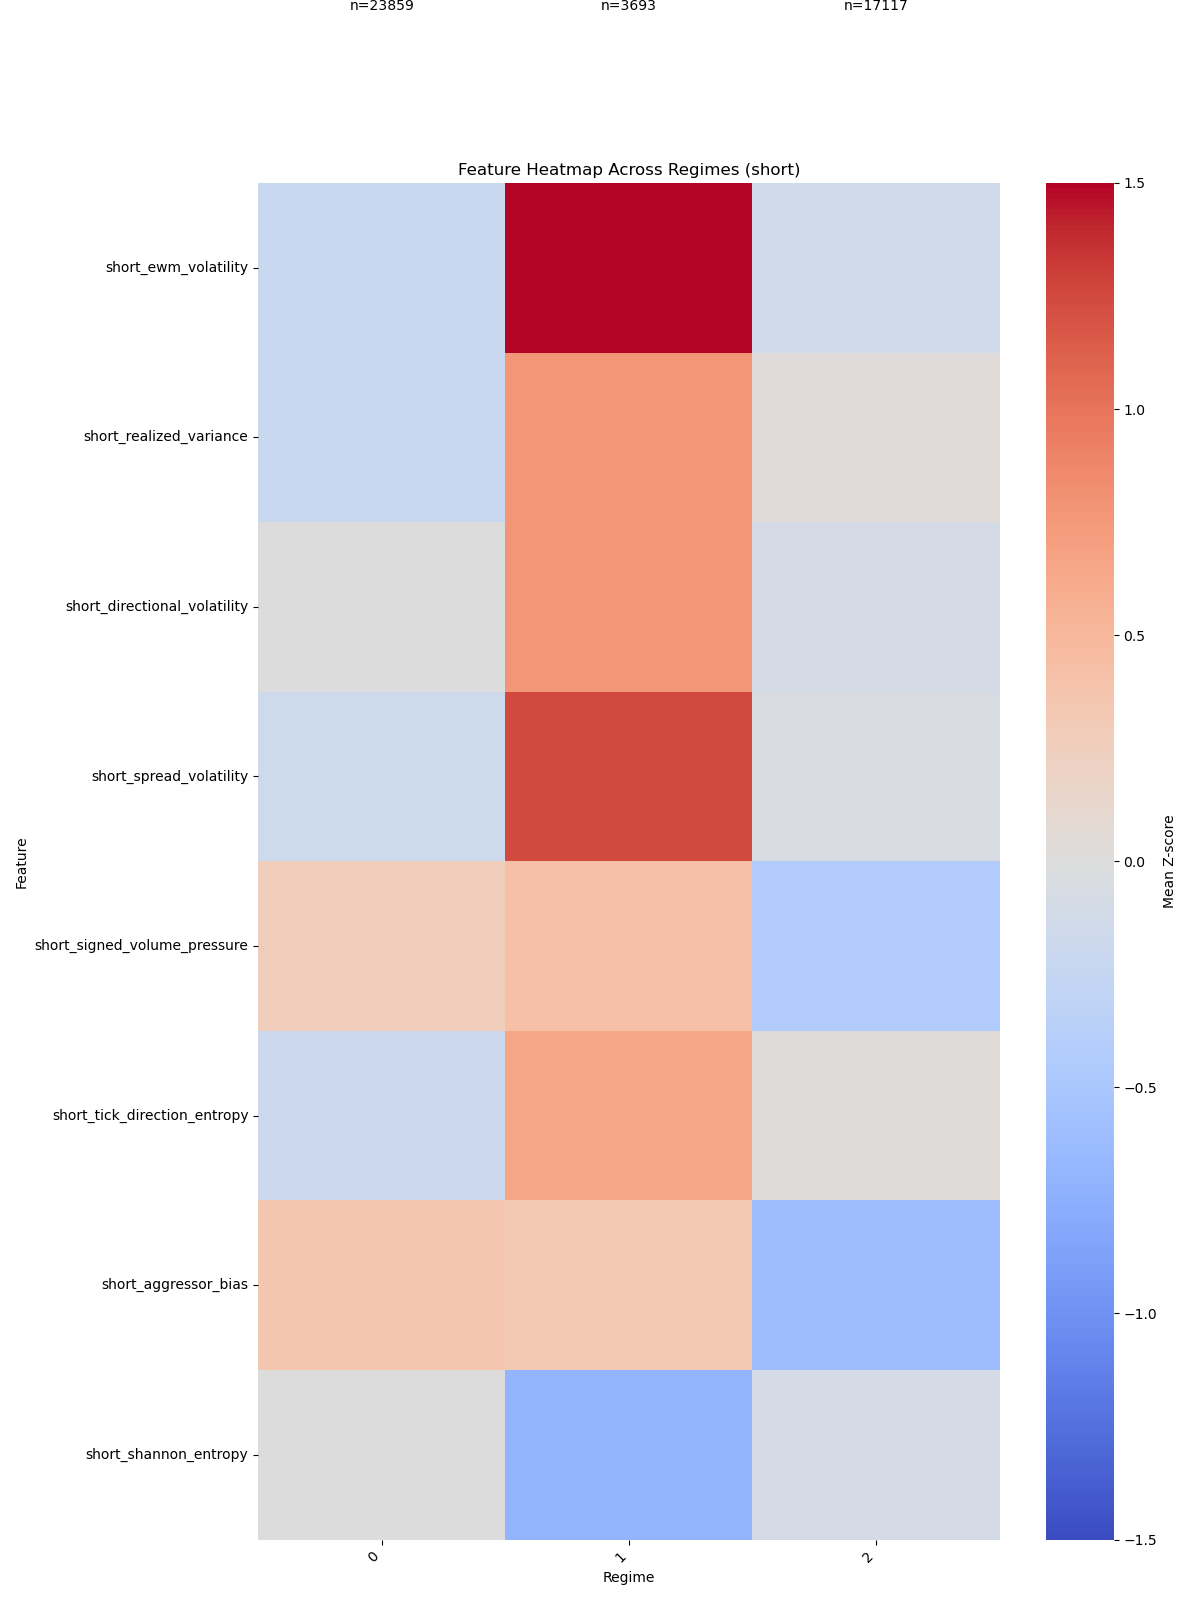 n=23859 n=3693 n=17117
Feature Heatmap Across Regimes (short)
short_ewm_volatility
short_realized_variance
short_directional_volatility
short_spread_volatility
short_signed_volume_pressure
short_tick_direction_entropy
short_aggressor_bias
short_shannon_entropy
Feature
0 1 2
Regime
1.5
1.0
0.5
0.0
−0.5
−1.0
−1.5
Mean Z-score